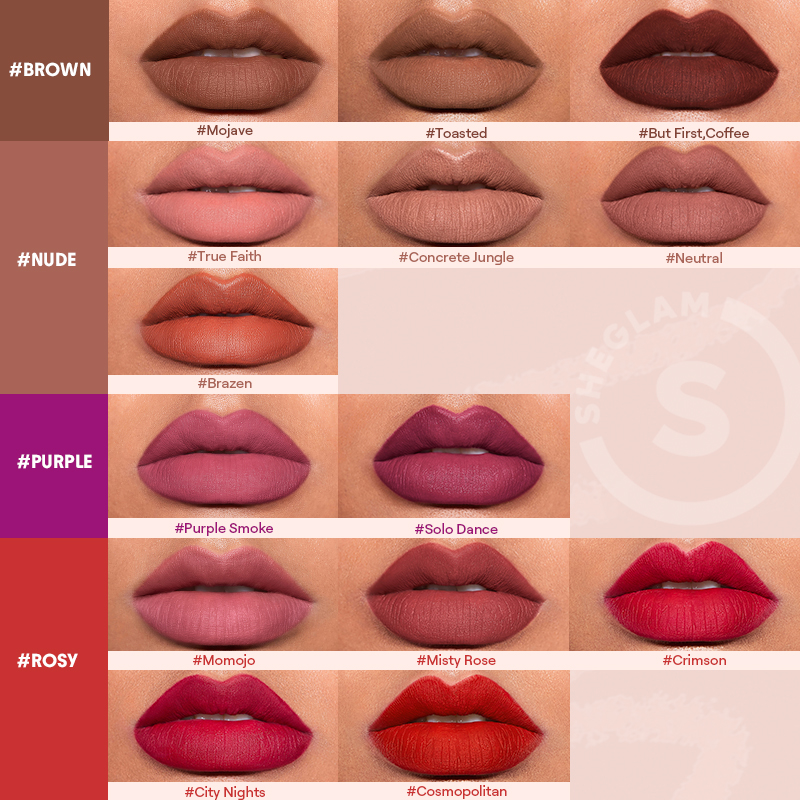 #BROWN
#Mojave
#Toasted
#But First,Coffee
#NUDE
#True Faith
#Concrete Jungle
#Neutral
#Brazen
SHEGLAM
S
#PURPLE
#Purple Smoke
#Solo Dance
#ROSY
#Momojo
#Misty Rose
#Crimson
#City Nights
#Cosmopolitan